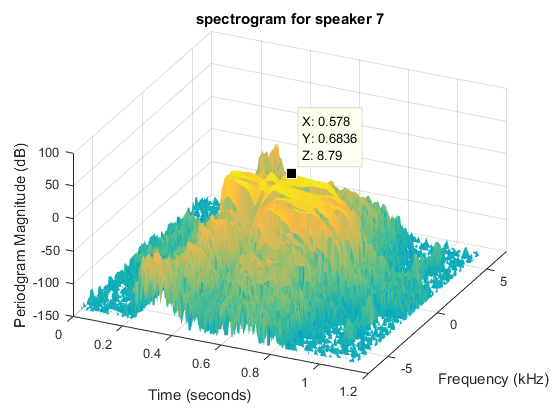 spectrogram for speaker 7
X: 0.578
Y: 0.6836
Z: 8.79
Periodgram Magnitude (dB)
100
50
0
-50
-100
-150
0
0.2
0.4
0.6
0.8
1
1.2
Time (seconds)
-5
0
5
Frequency (kHz)